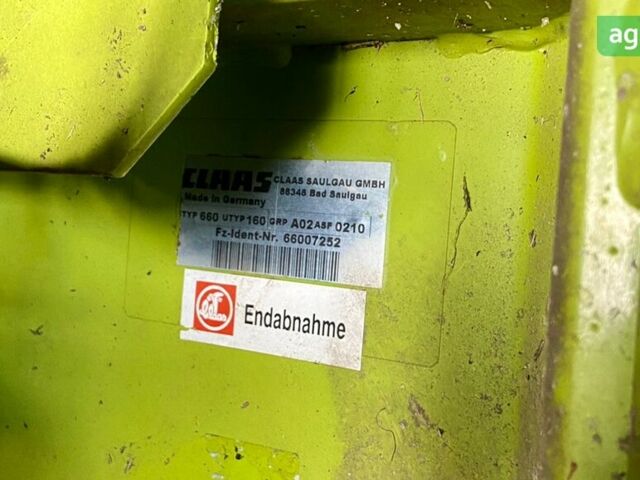 ag
CLAAS CLAAS SAULGAU GMBH
Made in Germany 88348 Bad Saulgau
TYP 660 UTYP 160 GRP A02 ASF 0210
Fz-Ident-Nr. 66007252
Claas Endabnahme